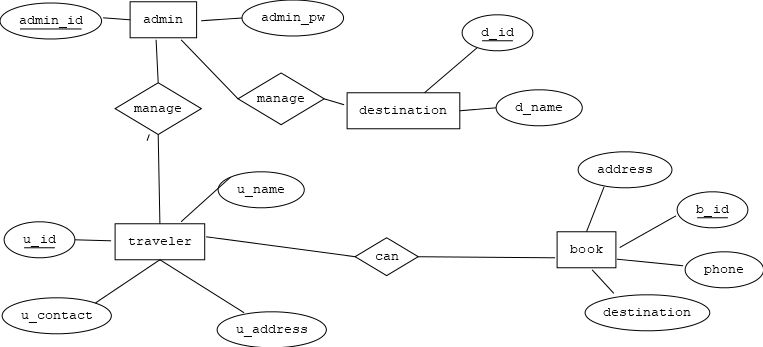 admin_id
admin
admin_pw
d_id
manage
manage
destination
d_name
address
u_name
b_id
u_id
traveler
can
book
phone
u_contact
u_address
destination